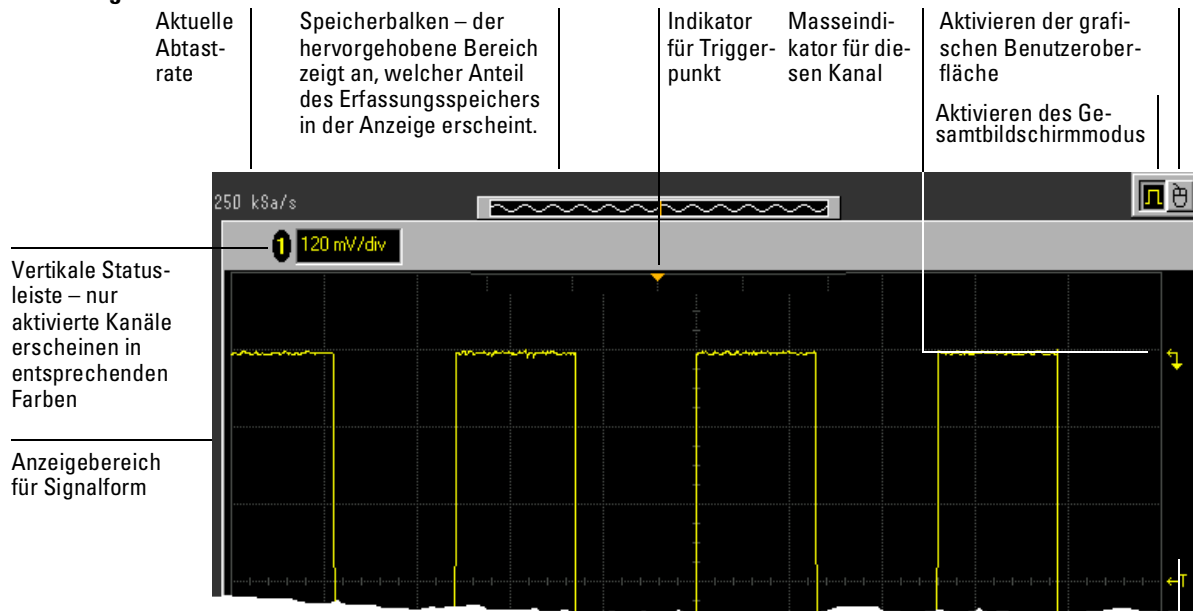 Aktuelle
Abtast-
rate
Speicherbalken – der
hervorgehobene Bereich
zeigt an, welcher Anteil
des Erfassungsspeichers
in der Anzeige erscheint.
Indikator
für Trigger-
punkt
Masseindi-
kator für die-
sen Kanal
Aktivieren der grafi-
schen Benutzerober-
fläche
Aktivieren des Ge-
samtbildschirmmodus
250 kSa/s
1 120 mV/div
Vertikale Status-
leiste – nur
aktivierte Kanäle
erscheinen in
entsprechenden
Farben
Anzeigebereich
für Signalform
T